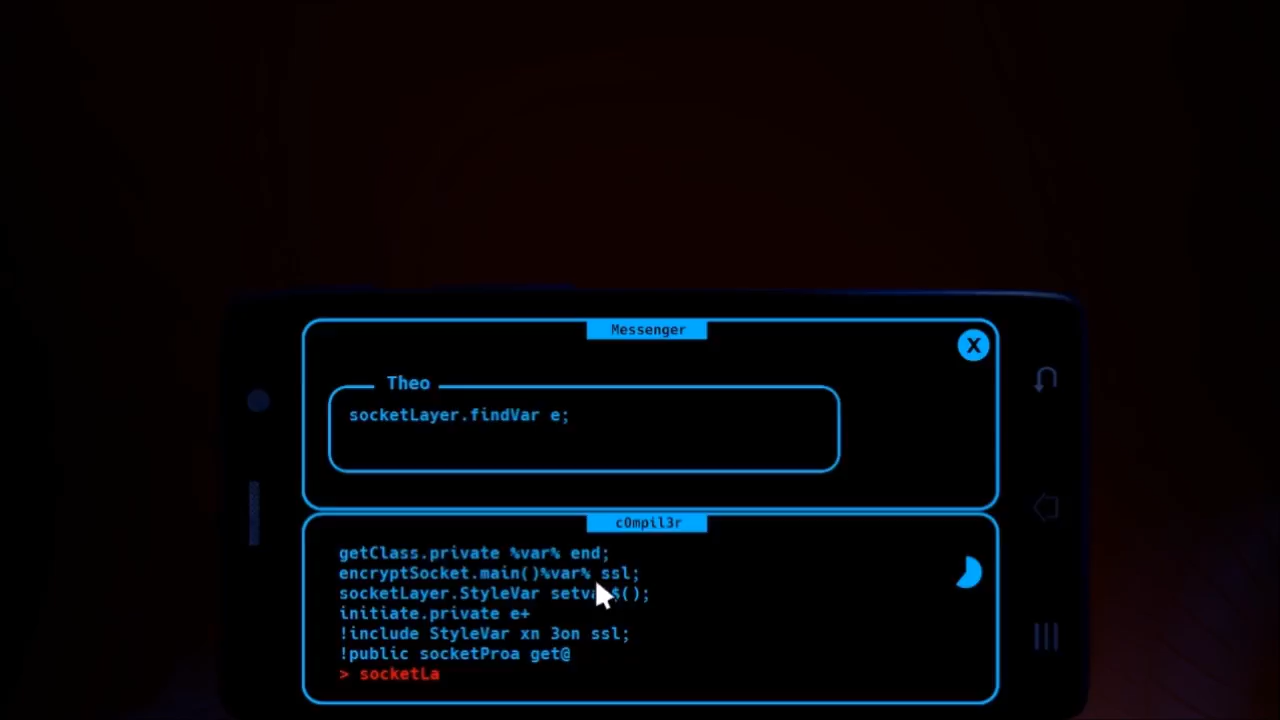 Messenger
X
Theo
socketLayer.findVar e;
c0mpil3r
getClass.private %var% end;
encryptSocket.main()%var% ssl;
socketLayer.StyleVar $();
initiate.private e+
!include StyleVar xn 3on ssl;
!public socketProa get@
> socketLa